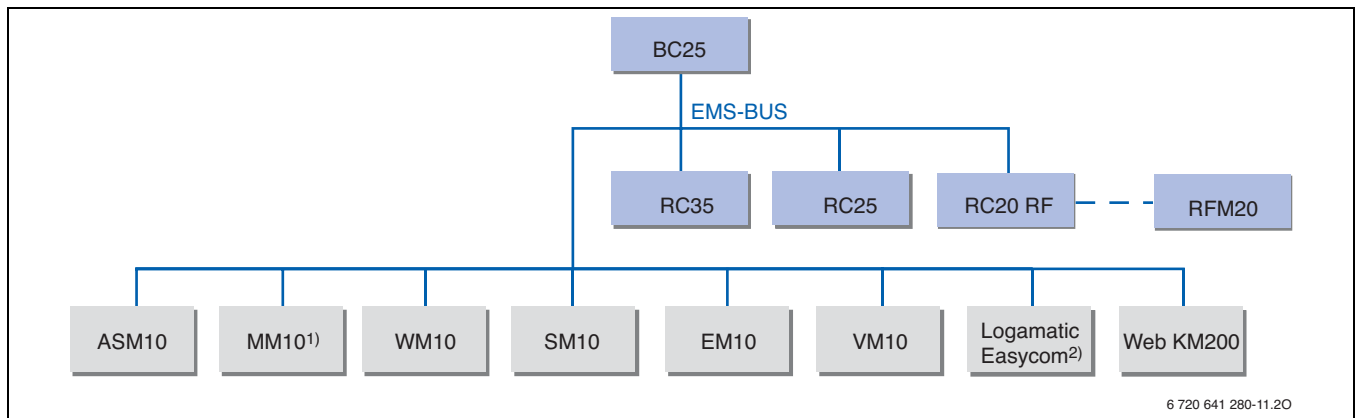 BC25
EMS-BUS
RC35
RC25
RC20 RF
RFM20
ASM10
MM10¹⁾
WM10
SM10
EM10
VM10
Logamatic
Easycom²⁾
Web KM200
6 720 641 280-11.2O